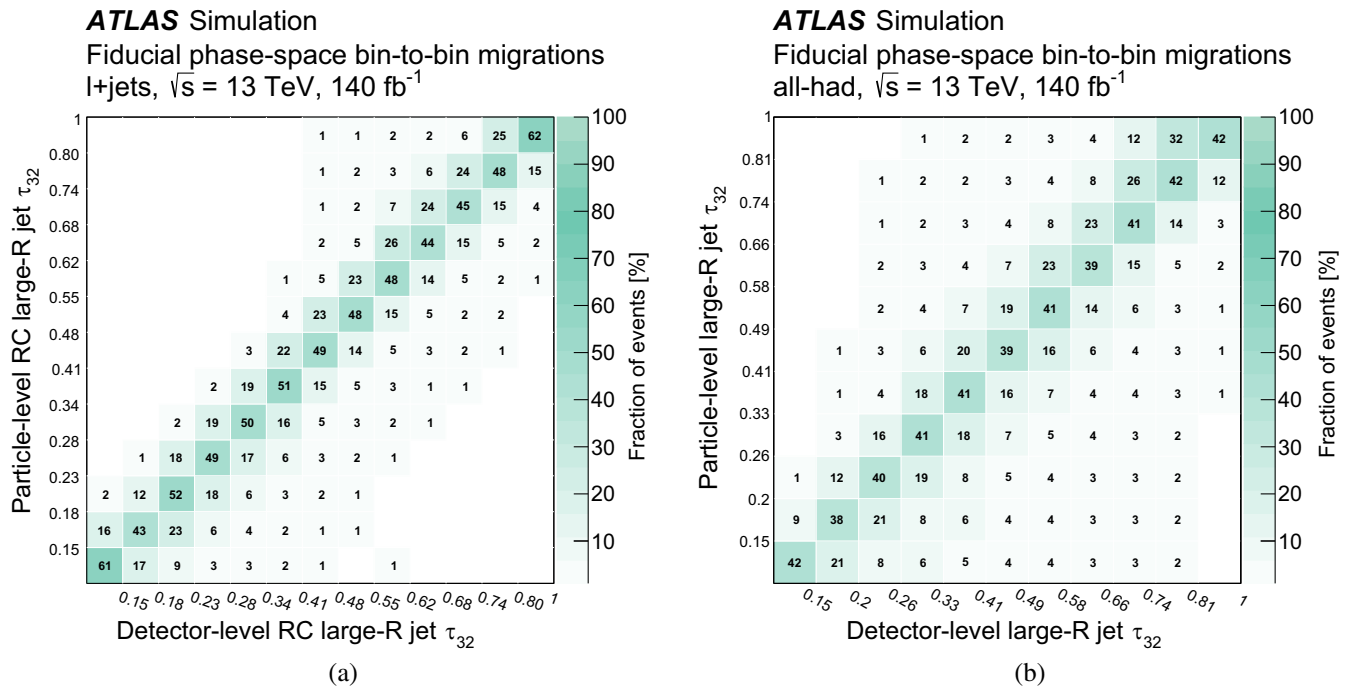 ATLAS Simulation
Fiducial phase-space bin-to-bin migrations
l+jets, √s = 13 TeV, 140 fb⁻¹
1 1 1 2 2 6 25 62 100
0.80 1 2 3 6 24 48 15 90
0.74 1 2 7 24 45 15 4 80
0.68 2 5 26 44 15 5 2 70
0.62 1 5 23 48 14 5 2 1 60
0.55 4 23 48 15 5 2 2 50
0.48 3 22 49 14 5 3 2 1
0.41 2 19 51 15 5 3 1 1 40
0.34 2 19 50 16 5 3 2 1 30
0.28 1 18 49 17 6 3 2 1
0.23 2 12 52 18 6 3 2 1 20
0.18 16 43 23 6 4 2 1 1 10
0.15 61 17 9 3 3 2 1 1
0.15 0.18 0.23 0.28 0.34 0.41 0.48 0.55 0.62 0.68 0.74 0.80 1
Particle-level RC large-R jet τ₃₂
Detector-level RC large-R jet τ₃₂
Fraction of events [%]
(a)
ATLAS Simulation
Fiducial phase-space bin-to-bin migrations
all-had, √s = 13 TeV, 140 fb⁻¹
1 1 2 2 3 4 12 32 42 100
0.81 1 2 2 3 4 8 26 42 12 90
0.74 1 2 3 4 8 23 41 14 3 80
0.66 2 3 4 7 23 39 15 5 2 70
0.58 2 4 7 19 41 14 6 3 1 60
0.49 1 3 6 20 39 16 6 4 3 1 50
0.41 1 4 18 41 16 7 4 4 3 1 40
0.33 3 16 41 18 7 5 4 3 2 30
0.26 1 12 40 19 8 5 4 3 3 2 20
0.2 9 38 21 8 6 4 4 3 3 2 10
0.15 42 21 8 6 5 4 4 3 3 2
0.15 0.2 0.26 0.33 0.41 0.49 0.58 0.66 0.74 0.81 1
Particle-level large-R jet τ₃₂
Detector-level large-R jet τ₃₂
Fraction of events [%]
(b)